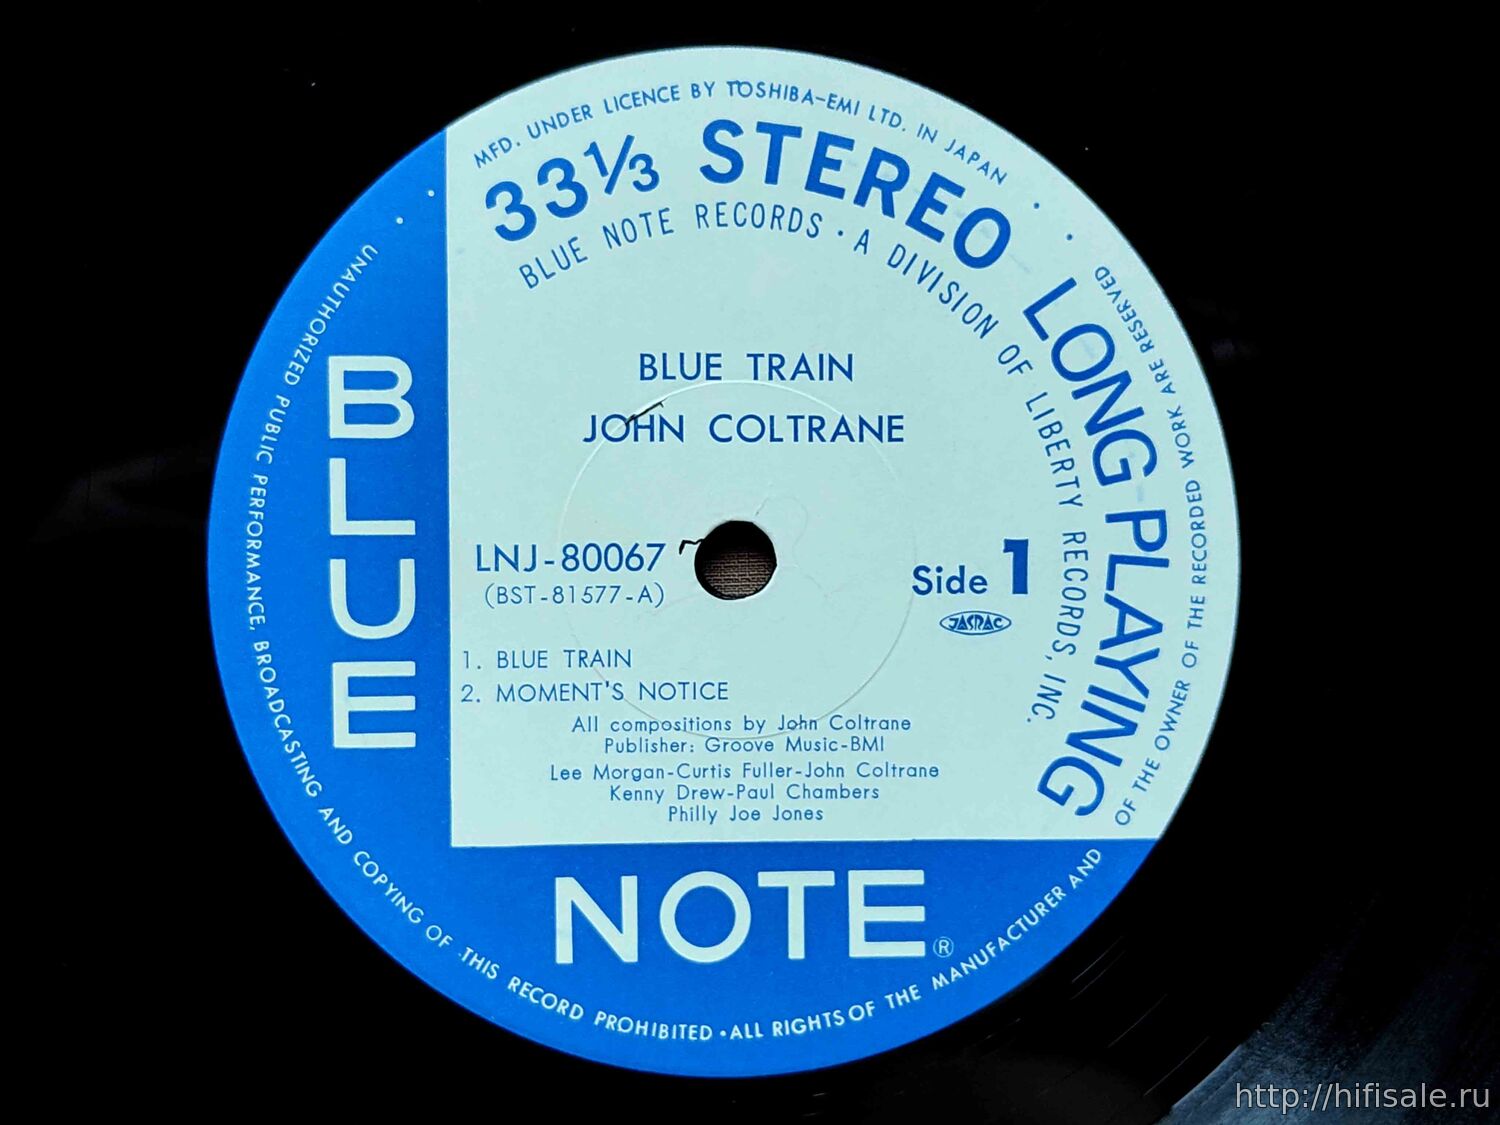 MFD. UNDER LICENCE BY TOSHIBA-EMI LTD. IN JAPAN
33⅓ STEREO LONG PLAYING
BLUE NOTE RECORDS · A DIVISION OF LIBERTY RECORDS, INC.
BLUE TRAIN
JOHN COLTRANE
LNJ-80067
(BST-81577-A)
Side 1
JASRAC
1. BLUE TRAIN
2. MOMENT'S NOTICE
All compositions by John Coltrane
Publisher: Groove Music-BMI
Lee Morgan-Curtis Fuller-John Coltrane
Kenny Drew-Paul Chambers
Philly Joe Jones
BLUE
NOTE®
UNAUTHORIZED PUBLIC PERFORMANCE, BROADCASTING AND COPYING OF THIS RECORD PROHIBITED · ALL RIGHTS OF THE MANUFACTURER AND OF THE OWNER OF THE RECORDED WORK ARE RESERVED
http://hifisale.ru